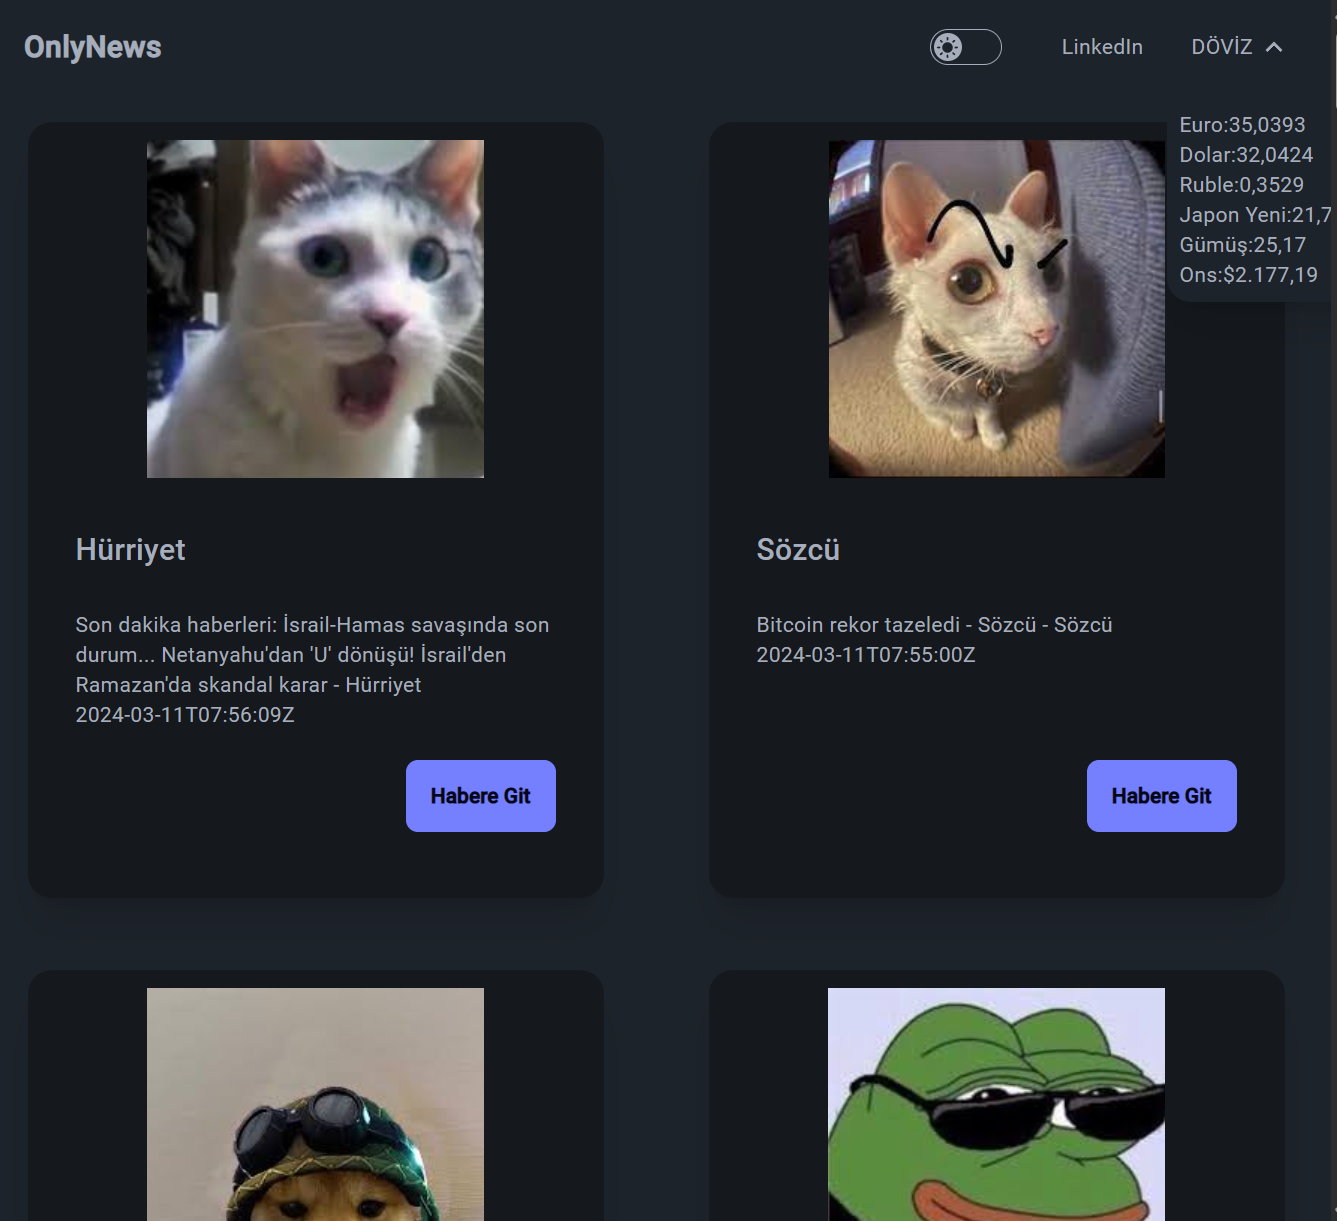 OnlyNews
LinkedIn
DÖVİZ
Euro:35,0393
Dolar:32,0424
Ruble:0,3529
Japon Yeni:21,7
Gümüş:25,17
Ons:$2.177,19
Hürriyet
Son dakika haberleri: İsrail-Hamas savaşında son
durum... Netanyahu'dan 'U' dönüşü! İsrail'den
Ramazan'da skandal karar - Hürriyet
2024-03-11T07:56:09Z
Habere Git
Sözcü
Bitcoin rekor tazeledi - Sözcü - Sözcü
2024-03-11T07:55:00Z
Habere Git